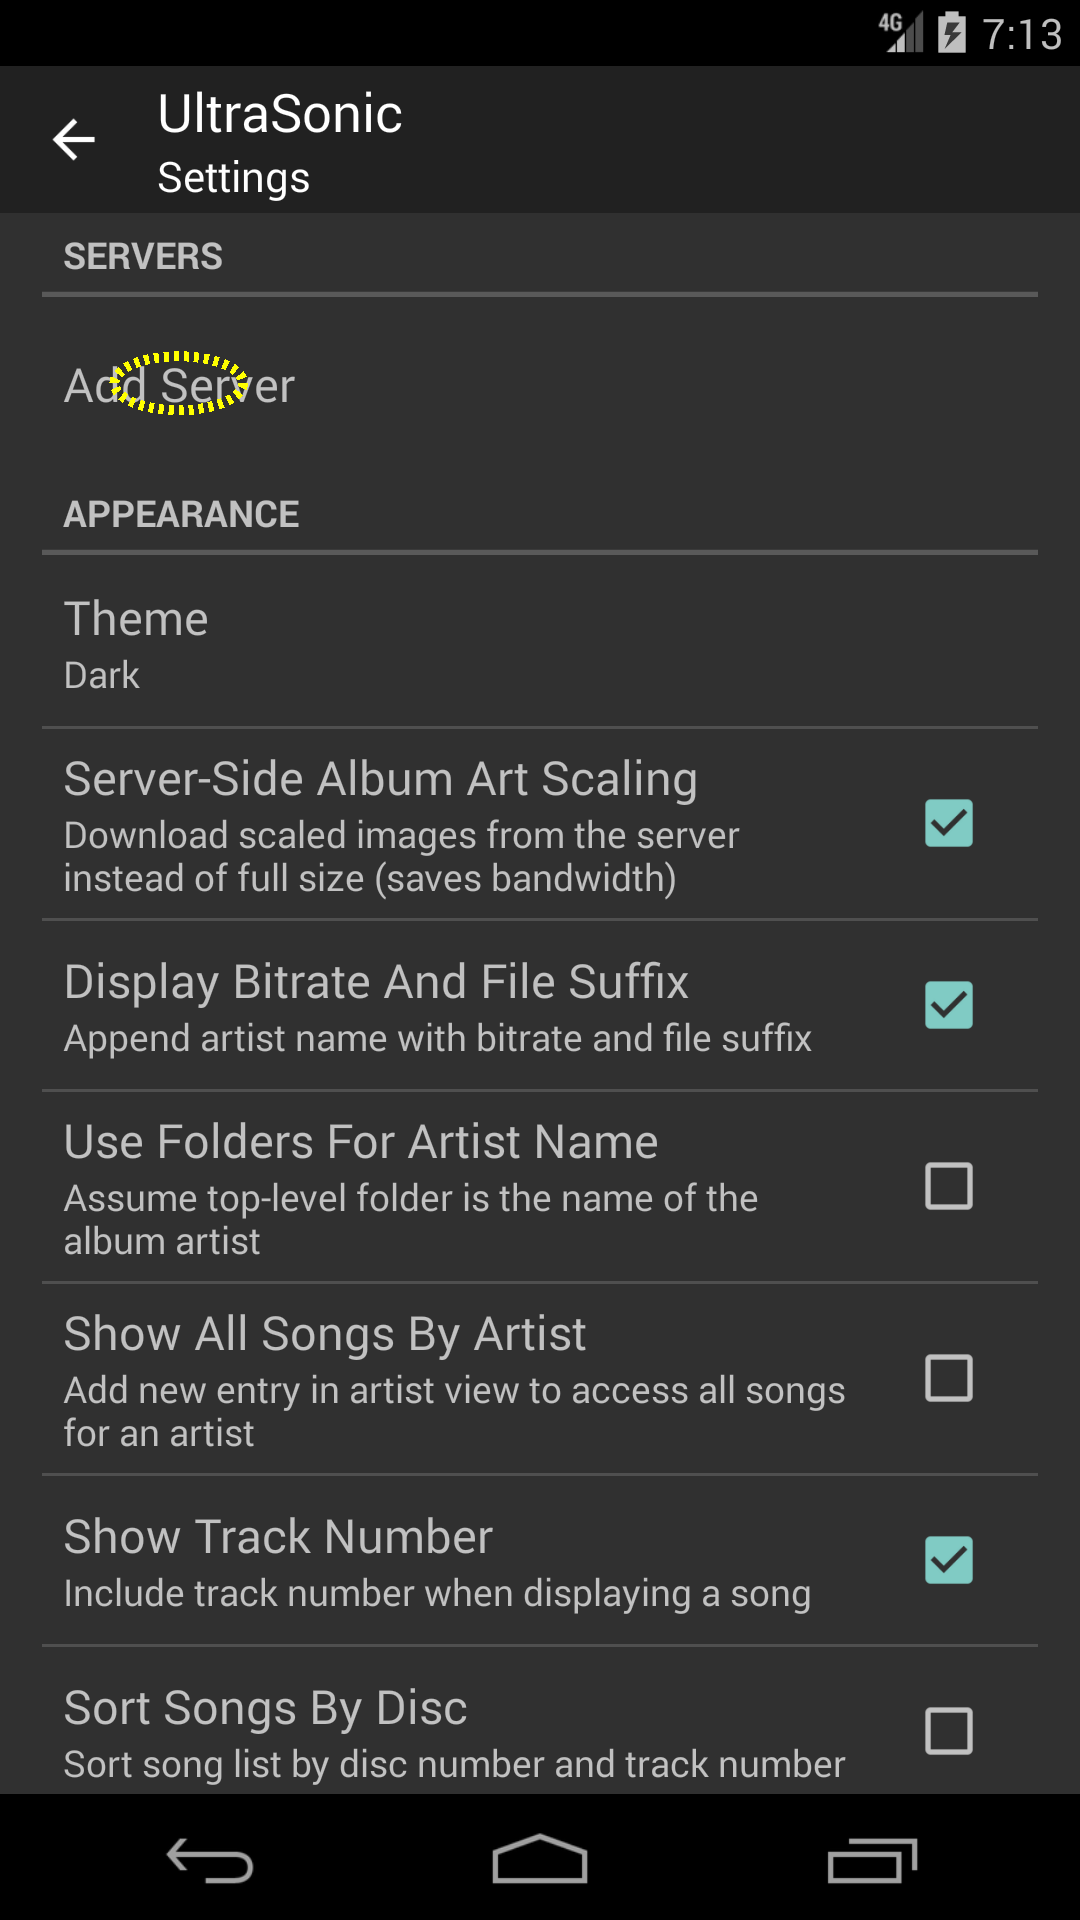 4G 7:13
UltraSonic
Settings
SERVERS
Add Server
APPEARANCE
Theme
Dark
Server-Side Album Art Scaling
Download scaled images from the server
instead of full size (saves bandwidth)
Display Bitrate And File Suffix
Append artist name with bitrate and file suffix
Use Folders For Artist Name
Assume top-level folder is the name of the
album artist
Show All Songs By Artist
Add new entry in artist view to access all songs
for an artist
Show Track Number
Include track number when displaying a song
Sort Songs By Disc
Sort song list by disc number and track number